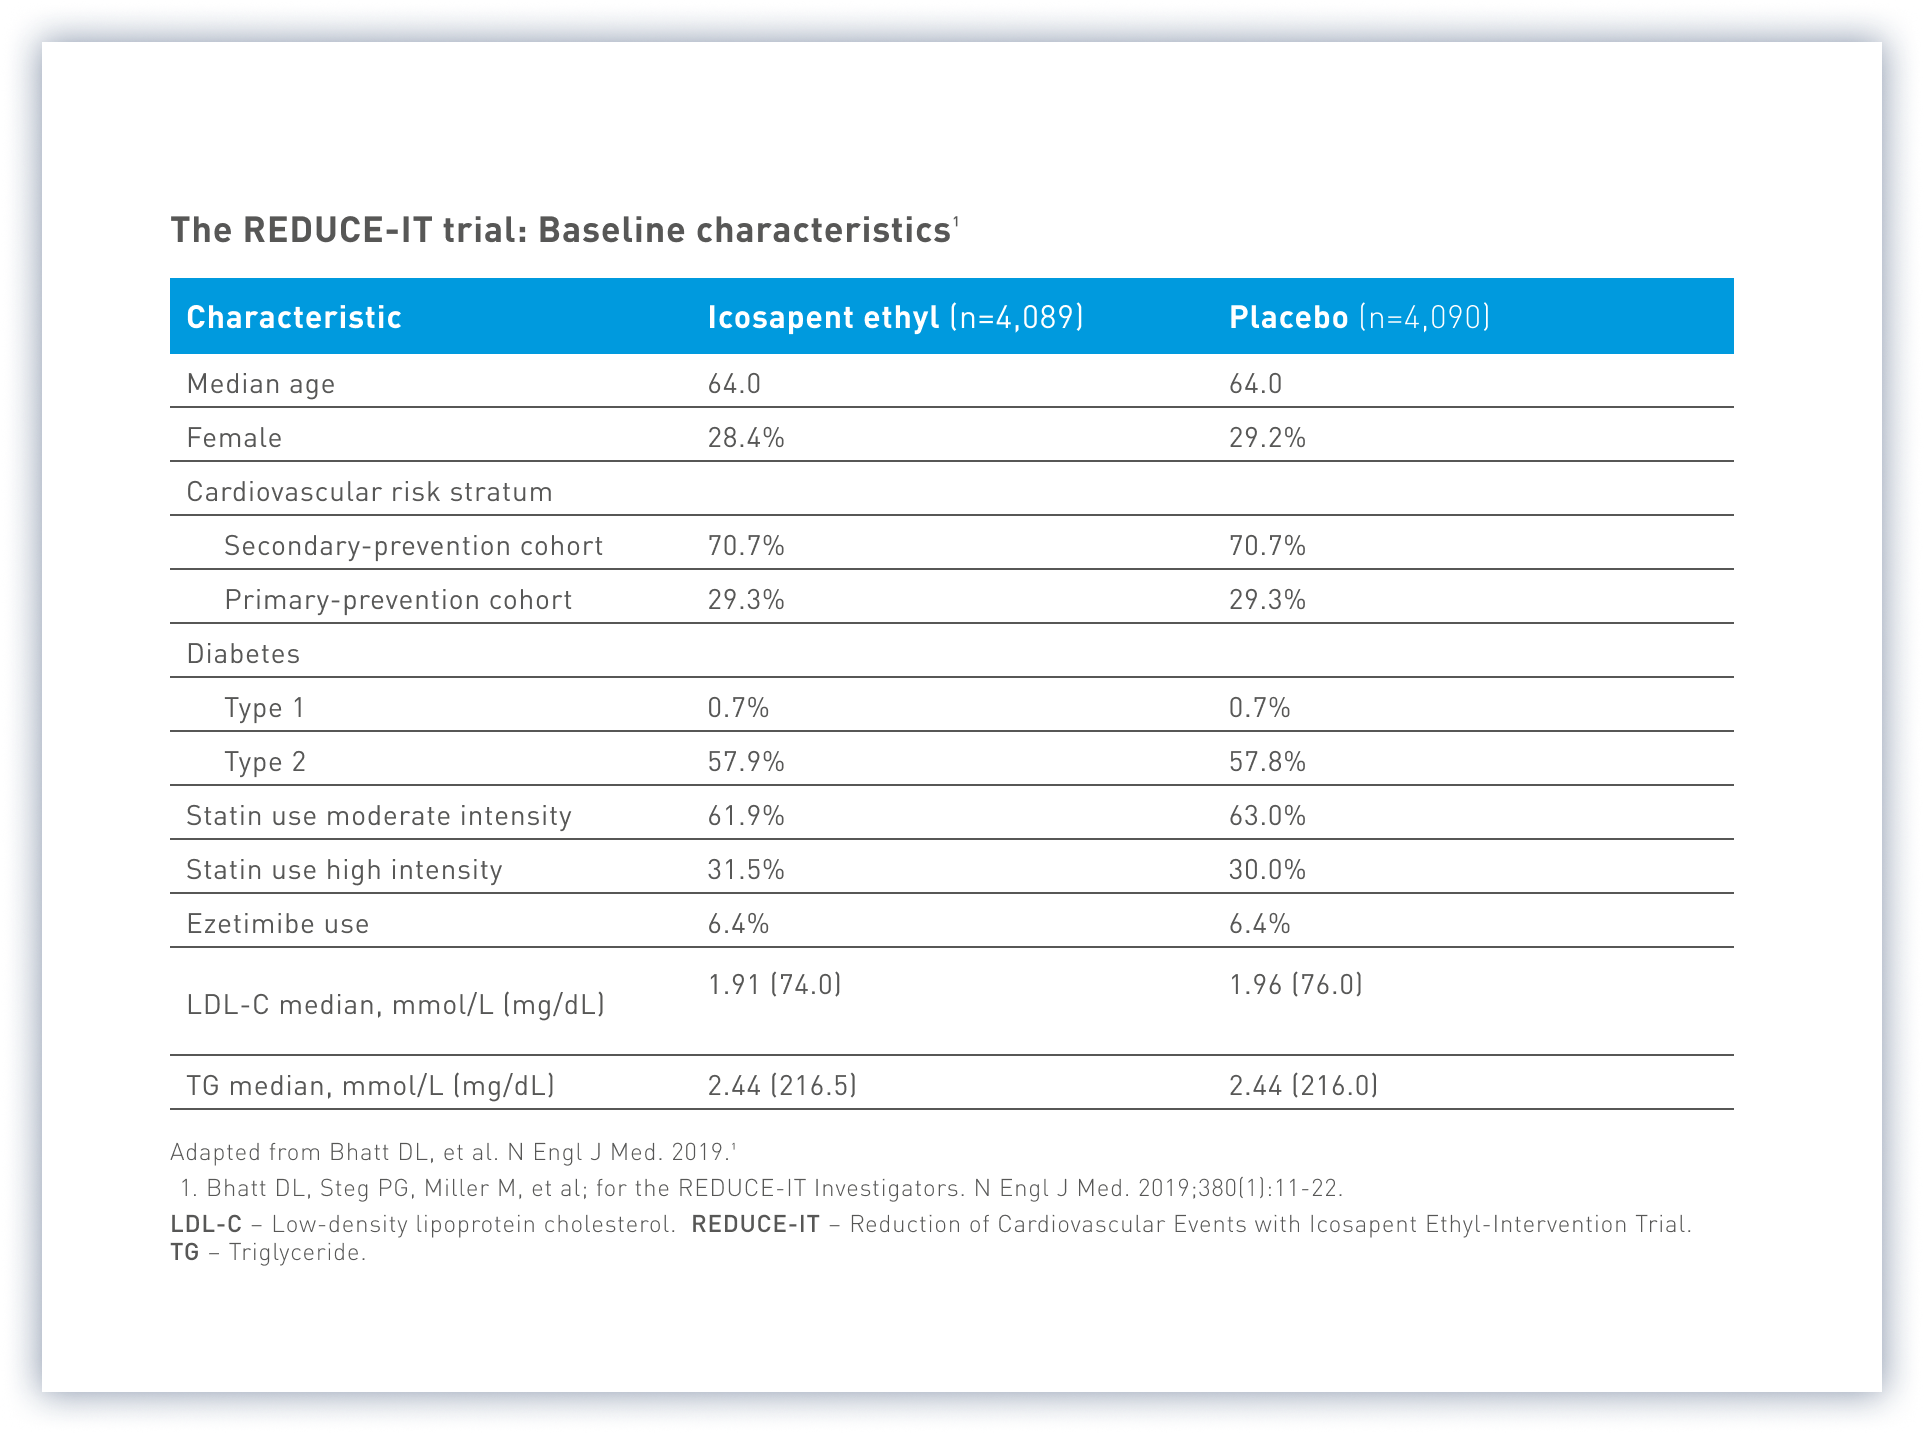 The REDUCE-IT trial: Baseline characteristics¹
Characteristic Icosapent ethyl (n=4,089) Placebo (n=4,090)
Median age 64.0 64.0
Female 28.4% 29.2%
Cardiovascular risk stratum
Secondary-prevention cohort 70.7% 70.7%
Primary-prevention cohort 29.3% 29.3%
Diabetes
Type 1 0.7% 0.7%
Type 2 57.9% 57.8%
Statin use moderate intensity 61.9% 63.0%
Statin use high intensity 31.5% 30.0%
Ezetimibe use 6.4% 6.4%
LDL-C median, mmol/L (mg/dL) 1.91 (74.0) 1.96 (76.0)
TG median, mmol/L (mg/dL) 2.44 (216.5) 2.44 (216.0)
Adapted from Bhatt DL, et al. N Engl J Med. 2019.¹
1. Bhatt DL, Steg PG, Miller M, et al; for the REDUCE-IT Investigators. N Engl J Med. 2019;380(1):11-22.
LDL-C – Low-density lipoprotein cholesterol. REDUCE-IT – Reduction of Cardiovascular Events with Icosapent Ethyl-Intervention Trial.
TG – Triglyceride.